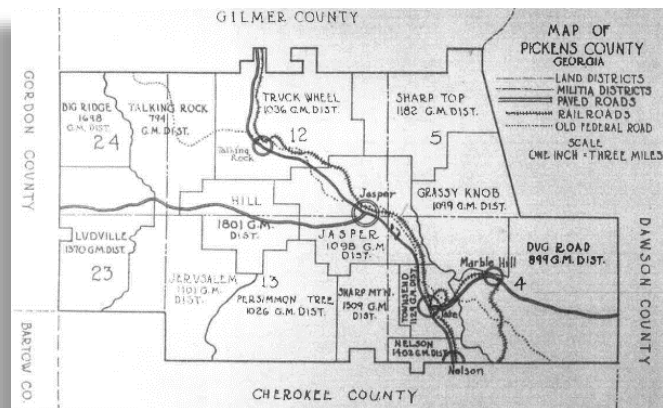 GILMER COUNTY
MAP OF
PICKENS COUNTY
GEORGIA
LAND DISTRICTS
MILITIA DISTRICTS
PAVED ROADS
RAILROADS
OLD FEDERAL ROAD
SCALE
ONE INCH = THREE MILES
GORDON COUNTY
BIG RIDGE
1698
G.M. DIST.
24
TALKING ROCK
794
G.M. DIST.
TRUCK WHEEL
1036 G.M. DIST.
12
SHARP TOP
1182 G.M. DIST.
5
Talking
Rock
Jasper
GRASSY KNOB
1099 G.M. DIST.
HILL
1801 G.M.
DIST.
JASPER
1098 G.M.
DIST.
LUDVILLE
1370 G.M. DIST.
23
JERUSALEM
1101 G.M.
DIST.
13
PERSIMMON TREE
1026 G.M. DIST.
SHARP MTN.
1509 G.M.
DIST.
TOWNSEND
G.M. DIST.
Marble Hill
4
DUG ROAD
899 G.M. DIST.
DAWSON COUNTY
Tate
NELSON
G.M. DIST.
Nelson
BARTOW CO.
CHEROKEE COUNTY